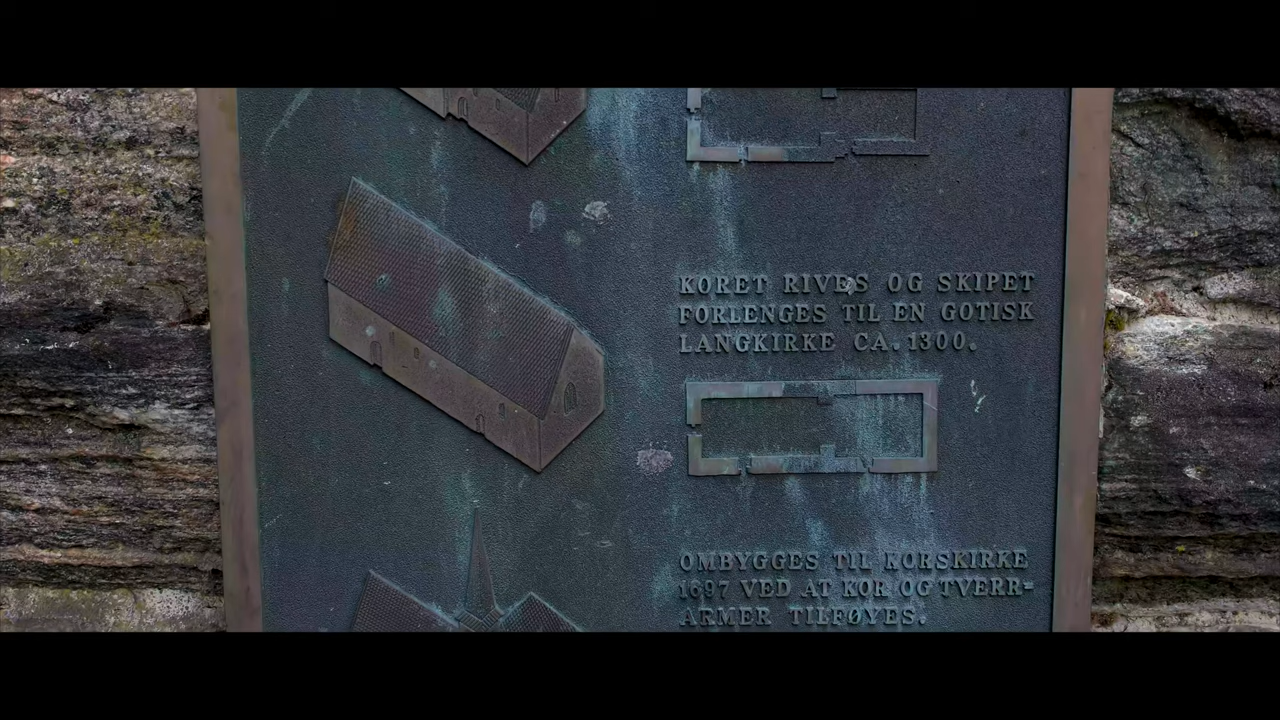 KORET RIVES OG SKIPET
FORLENGES TIL EN GOTISK
LANGKIRKE CA. 1300.
OMBYGGES TIL KORSKIRKE
1697 VED AT KOR OG TVERR-
ARMER TILFØYES.